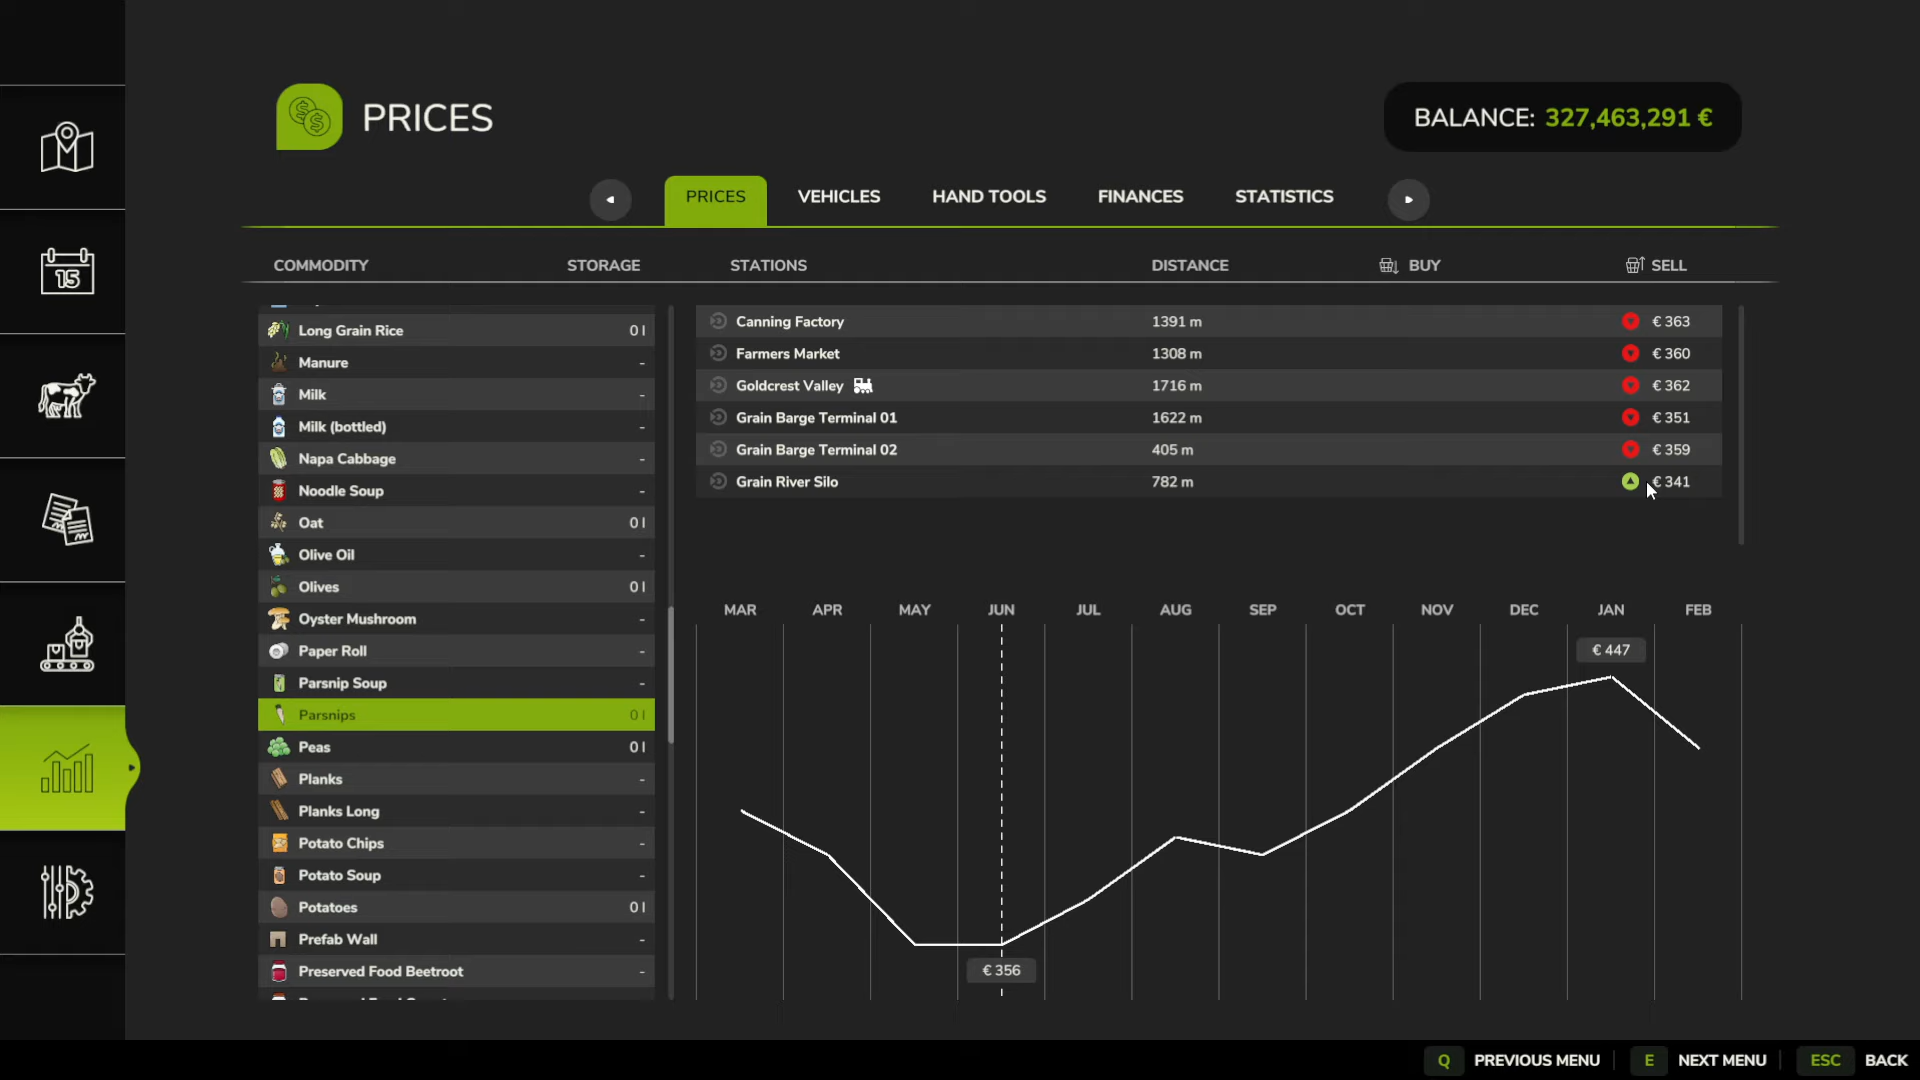 PRICES
BALANCE: 327,463,291 €
PRICES VEHICLES HAND TOOLS FINANCES STATISTICS
COMMODITY STORAGE STATIONS DISTANCE BUY SELL
Long Grain Rice 0 l
Manure -
Milk -
Milk (bottled) -
Napa Cabbage -
Noodle Soup -
Oat 0 l
Olive Oil -
Olives 0 l
Oyster Mushroom -
Paper Roll -
Parsnip Soup -
Parsnips 0 l
Peas 0 l
Planks -
Planks Long -
Potato Chips -
Potato Soup -
Potatoes 0 l
Prefab Wall -
Preserved Food Beetroot -
Canning Factory 1391 m € 363
Farmers Market 1308 m € 360
Goldcrest Valley 1716 m € 362
Grain Barge Terminal 01 1622 m € 351
Grain Barge Terminal 02 405 m € 359
Grain River Silo 782 m € 341
MAR APR MAY JUN JUL AUG SEP OCT NOV DEC JAN FEB
€ 447
€ 356
15
Q PREVIOUS MENU E NEXT MENU ESC BACK